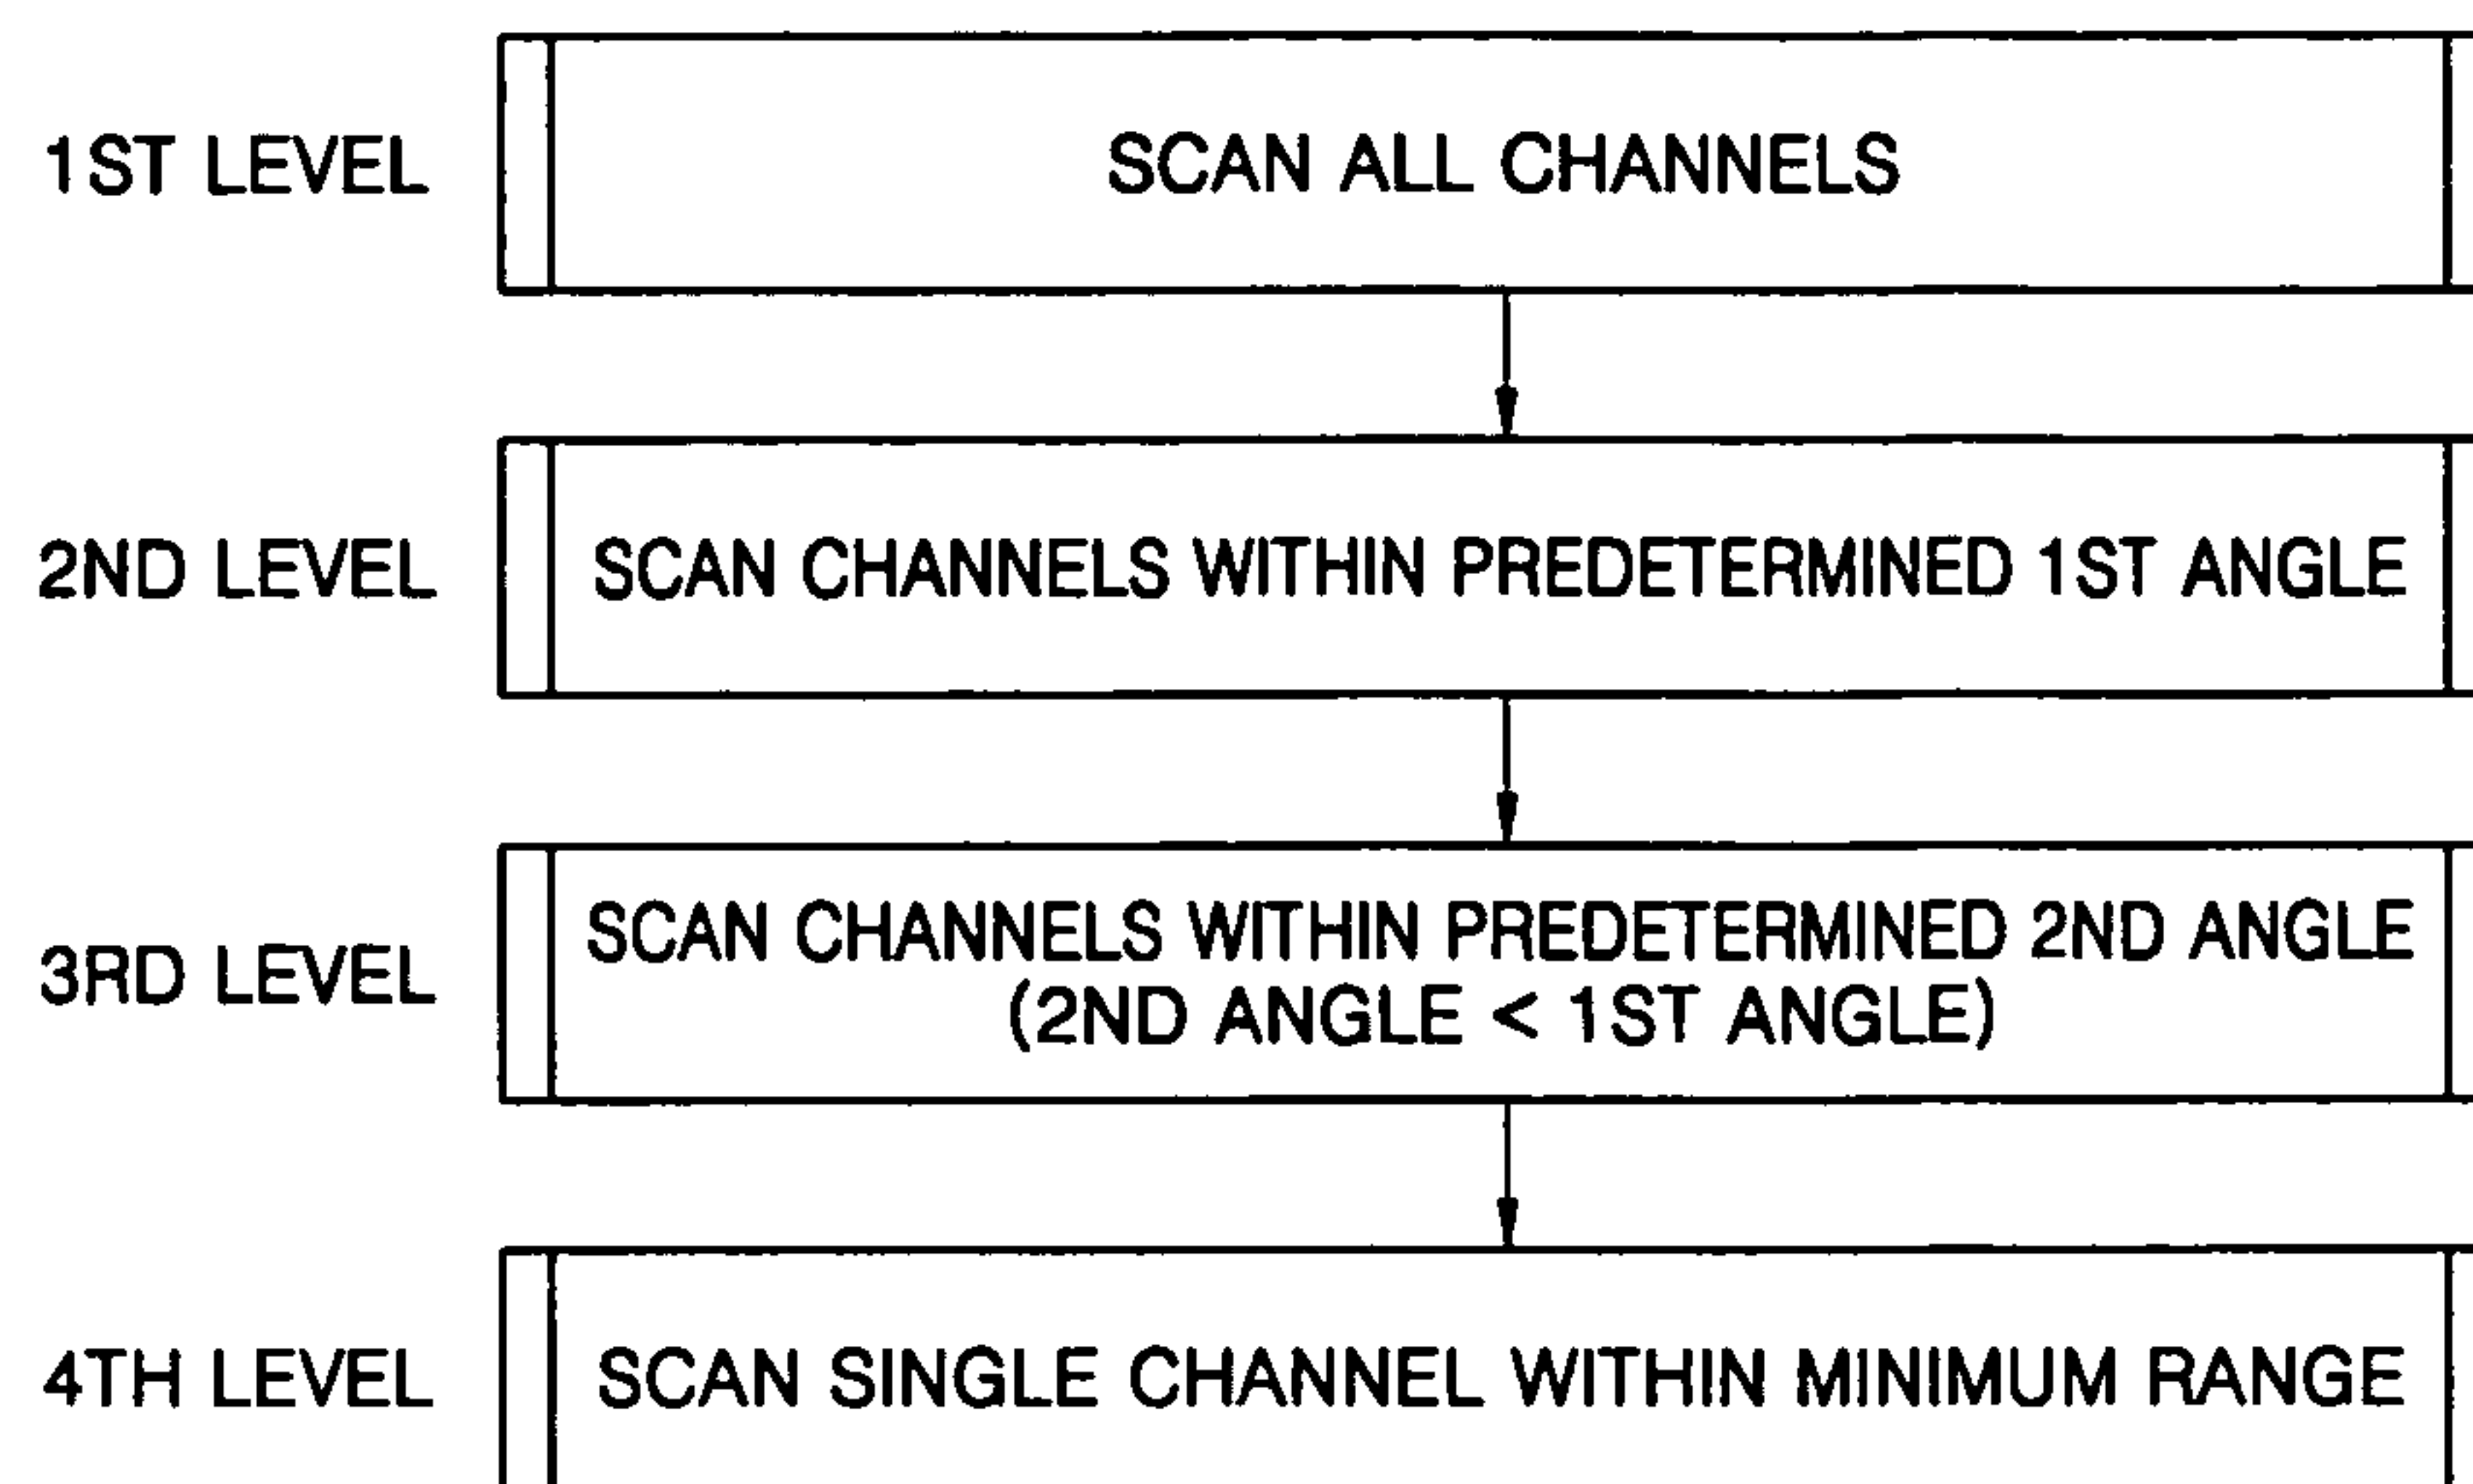 1ST LEVEL
SCAN ALL CHANNELS
2ND LEVEL
SCAN CHANNELS WITHIN PREDETERMINED 1ST ANGLE
3RD LEVEL
SCAN CHANNELS WITHIN PREDETERMINED 2ND ANGLE
(2ND ANGLE < 1ST ANGLE)
4TH LEVEL
SCAN SINGLE CHANNEL WITHIN MINIMUM RANGE